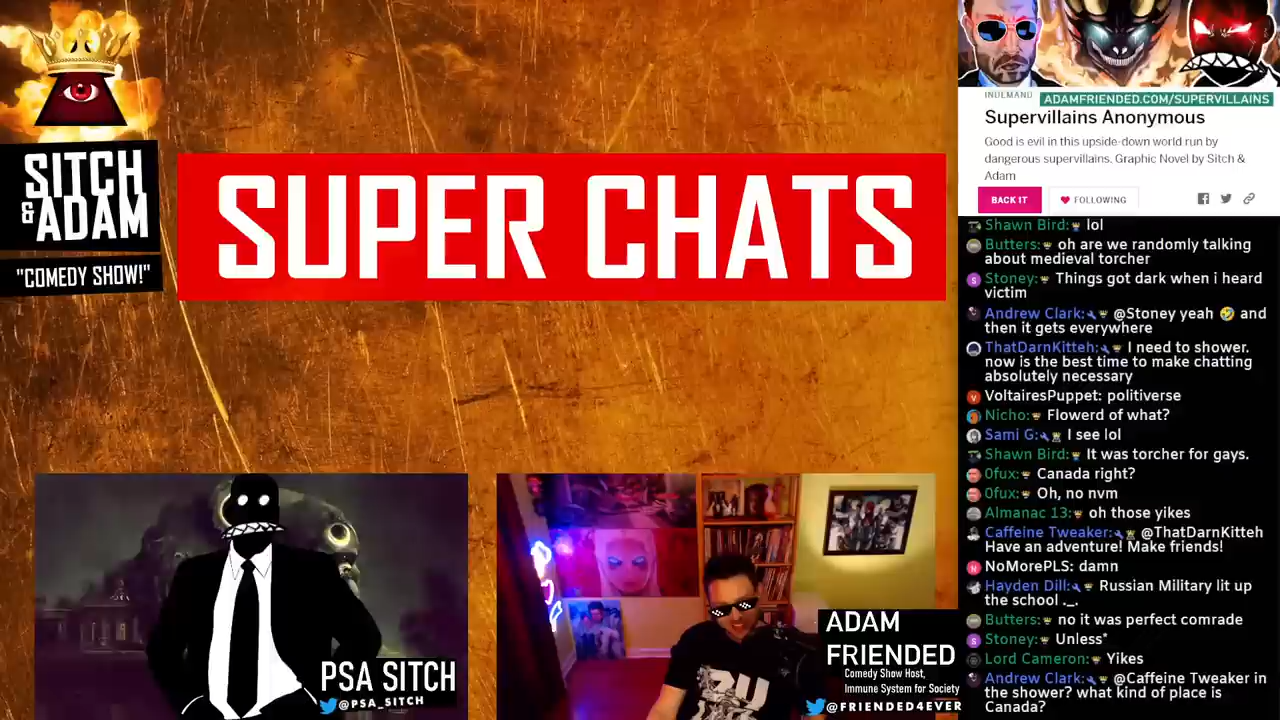 SITCH
& ADAM
"COMEDY SHOW!"
SUPER CHATS
PSA SITCH
@PSA_SITCH
ADAM
FRIENDED
Comedy Show Host,
Immune System for Society
@FRIENDED4EVER
INDEMAND
ADAMFRIENDED.COM/SUPERVILLAINS
Supervillains Anonymous
Good is evil in this upside-down world run by
dangerous supervillains. Graphic Novel by Sitch &
Adam
BACK IT
FOLLOWING
Shawn Bird: lol
Butters: oh are we randomly talking
about medieval torcher
Stoney: Things got dark when i heard
victim
Andrew Clark: @Stoney yeah 🤣 and
then it gets everywhere
ThatDarnKitteh: I need to shower.
now is the best time to make chatting
absolutely necessary
VoltairesPuppet: politiverse
Nicho: Flowerd of what?
Sami G: I see lol
Shawn Bird: It was torcher for gays.
0fux: Canada right?
0fux: Oh, no nvm
Almanac 13: oh those yikes
Caffeine Tweaker: @ThatDarnKitteh
Have an adventure! Make friends!
NoMorePLS: damn
Hayden Dill: Russian Military lit up
the school ._.
Butters: no it was perfect comrade
Stoney: Unless*
Lord Cameron: Yikes
Andrew Clark: @Caffeine Tweaker in
the shower? what kind of place is
Canada?